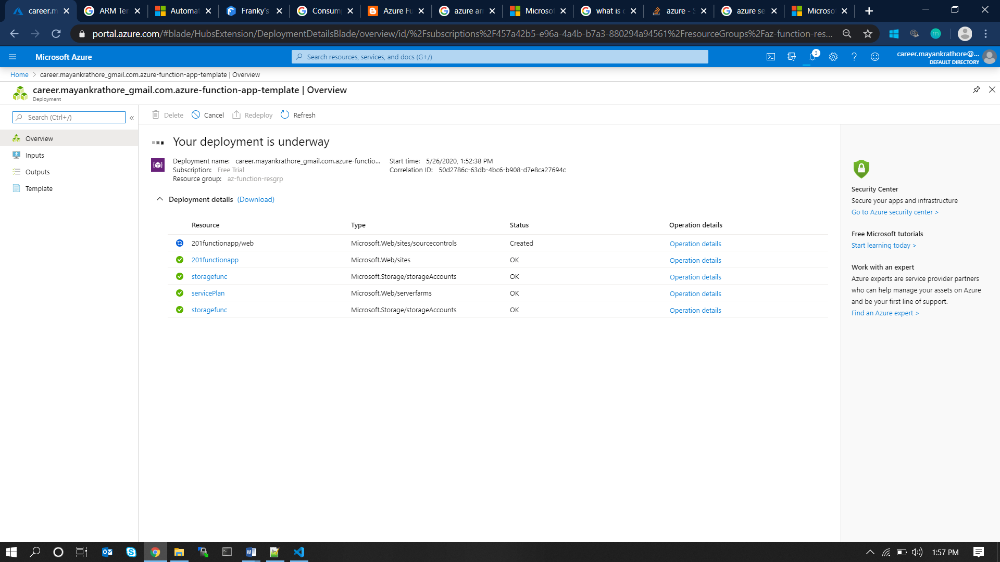 career.m
ARM Ter
Automat
Franky's
Consum
Azure Fu
azure ar
Microsof
what is c
azure - S
azure se
Microso
portal.azure.com/#blade/HubsExtension/DeploymentDetailsBlade/overview/id/%2Fsubscriptions%2F457a42b5-e96a-4a4b-b7a3-880294a94561%2FresourceGroups%2Faz-function-res...
m
Microsoft Azure
Search resources, services, and docs (G+/)
3
career.mayankrathore@...
DEFAULT DIRECTORY
Home > career.mayankrathore_gmail.com.azure-function-app-template | Overview
career.mayankrathore_gmail.com.azure-function-app-template | Overview
Deployment
Search (Ctrl+/)
«
Delete
Cancel
Redeploy
Refresh
Overview
Inputs
Outputs
Template
Your deployment is underway
Deployment name: career.mayankrathore_gmail.com.azure-functio...
Subscription: Free Trial
Resource group: az-function-resgrp
Start time: 5/26/2020, 1:52:38 PM
Correlation ID: 50d2786c-63db-4bc6-b908-d7e8ca27694c
Deployment details (Download)
Resource Type Status Operation details
201functionapp/web Microsoft.Web/sites/sourcecontrols Created Operation details
201functionapp Microsoft.Web/sites OK Operation details
storagefunc Microsoft.Storage/storageAccounts OK Operation details
servicePlan Microsoft.Web/serverfarms OK Operation details
storagefunc Microsoft.Storage/storageAccounts OK Operation details
Security Center
Secure your apps and infrastructure
Go to Azure security center >
Free Microsoft tutorials
Start learning today >
Work with an expert
Azure experts are service provider partners
who can help manage your assets on Azure
and be your first line of support.
Find an Azure expert >
1:57 PM